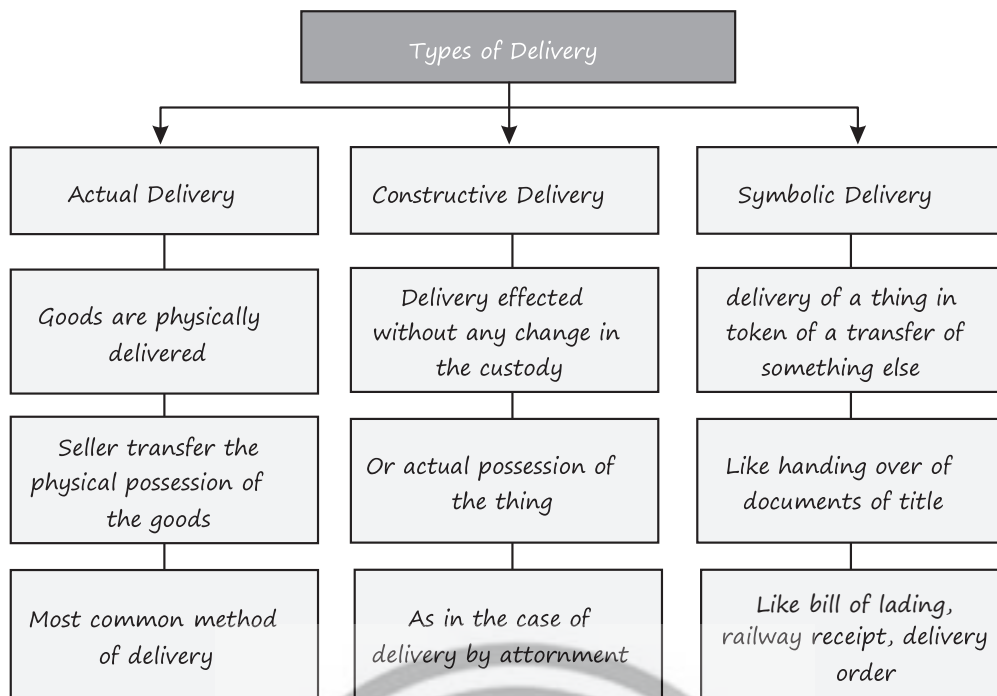 Types of Delivery
Actual Delivery
Goods are physically
delivered
Seller transfer the
physical possession of
the goods
Most common method
of delivery
Constructive Delivery
Delivery effected
without any change in
the custody
Or actual possession of
the thing
As in the case of
delivery by attornment
Symbolic Delivery
delivery of a thing in
token of a transfer of
something else
Like handing over of
documents of title
Like bill of lading,
railway receipt, delivery
order